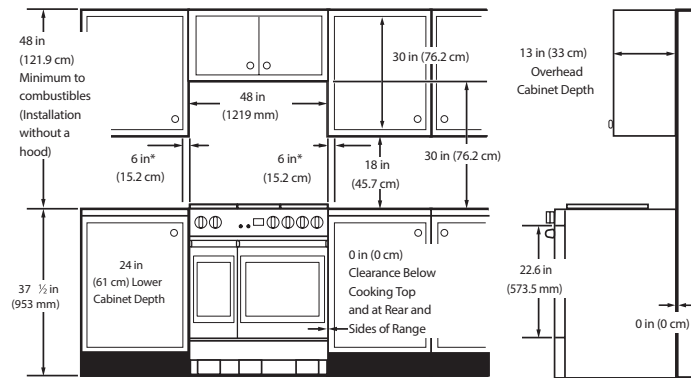 48 in
(121.9 cm)
Minimum to
combustibles
(Installation
without a
hood)
48 in
(1219 mm)
30 in (76.2 cm)
6 in*
(15.2 cm)
6 in*
(15.2 cm)
18 in
(45.7 cm)
30 in (76.2 cm)
37 ½ in
(953 mm)
24 in
(61 cm) Lower
Cabinet Depth
0 in (0 cm)
Clearance Below
Cooking Top
and at Rear and
Sides of Range
13 in (33 cm)
Overhead
Cabinet Depth
22.6 in
(573.5 mm)
0 in (0 cm)